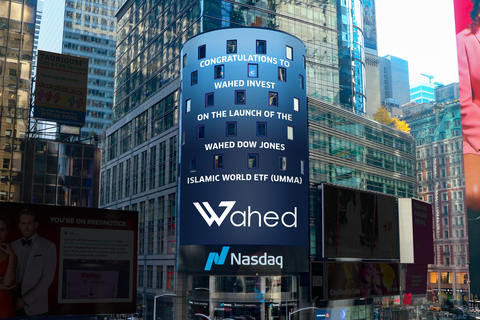 CONGRATULATIONS TO
WAHED INVEST
ON THE LAUNCH OF THE
WAHED DOW JONES
ISLAMIC WORLD ETF (UMMA)
Wahed
Nasdaq
YOU'RE ON #REDNOTICE